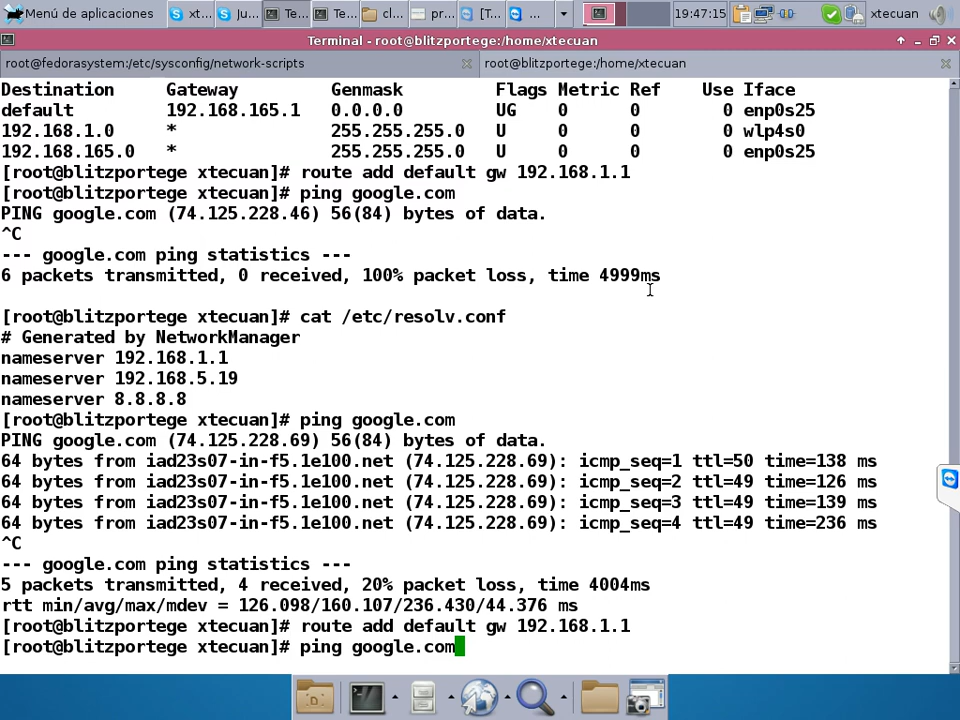 Menú de aplicaciones
xt...
Ju...
Te...
Te...
cl...
pr...
[T...
...
19:47:15
xtecuan
Terminal - root@blitzportege:/home/xtecuan
root@fedorasystem:/etc/sysconfig/network-scripts
root@blitzportege:/home/xtecuan
Destination Gateway Genmask Flags Metric Ref Use Iface
default 192.168.165.1 0.0.0.0 UG 0 0 0 enp0s25
192.168.1.0 * 255.255.255.0 U 0 0 0 wlp4s0
192.168.165.0 * 255.255.255.0 U 0 0 0 enp0s25
[root@blitzportege xtecuan]# route add default gw 192.168.1.1
[root@blitzportege xtecuan]# ping google.com
PING google.com (74.125.228.46) 56(84) bytes of data.
^C
--- google.com ping statistics ---
6 packets transmitted, 0 received, 100% packet loss, time 4999ms
[root@blitzportege xtecuan]# cat /etc/resolv.conf
# Generated by NetworkManager
nameserver 192.168.1.1
nameserver 192.168.5.19
nameserver 8.8.8.8
[root@blitzportege xtecuan]# ping google.com
PING google.com (74.125.228.69) 56(84) bytes of data.
64 bytes from iad23s07-in-f5.1e100.net (74.125.228.69): icmp_seq=1 ttl=50 time=138 ms
64 bytes from iad23s07-in-f5.1e100.net (74.125.228.69): icmp_seq=2 ttl=49 time=126 ms
64 bytes from iad23s07-in-f5.1e100.net (74.125.228.69): icmp_seq=3 ttl=49 time=139 ms
64 bytes from iad23s07-in-f5.1e100.net (74.125.228.69): icmp_seq=4 ttl=49 time=236 ms
^C
--- google.com ping statistics ---
5 packets transmitted, 4 received, 20% packet loss, time 4004ms
rtt min/avg/max/mdev = 126.098/160.107/236.430/44.376 ms
[root@blitzportege xtecuan]# route add default gw 192.168.1.1
[root@blitzportege xtecuan]# ping google.com